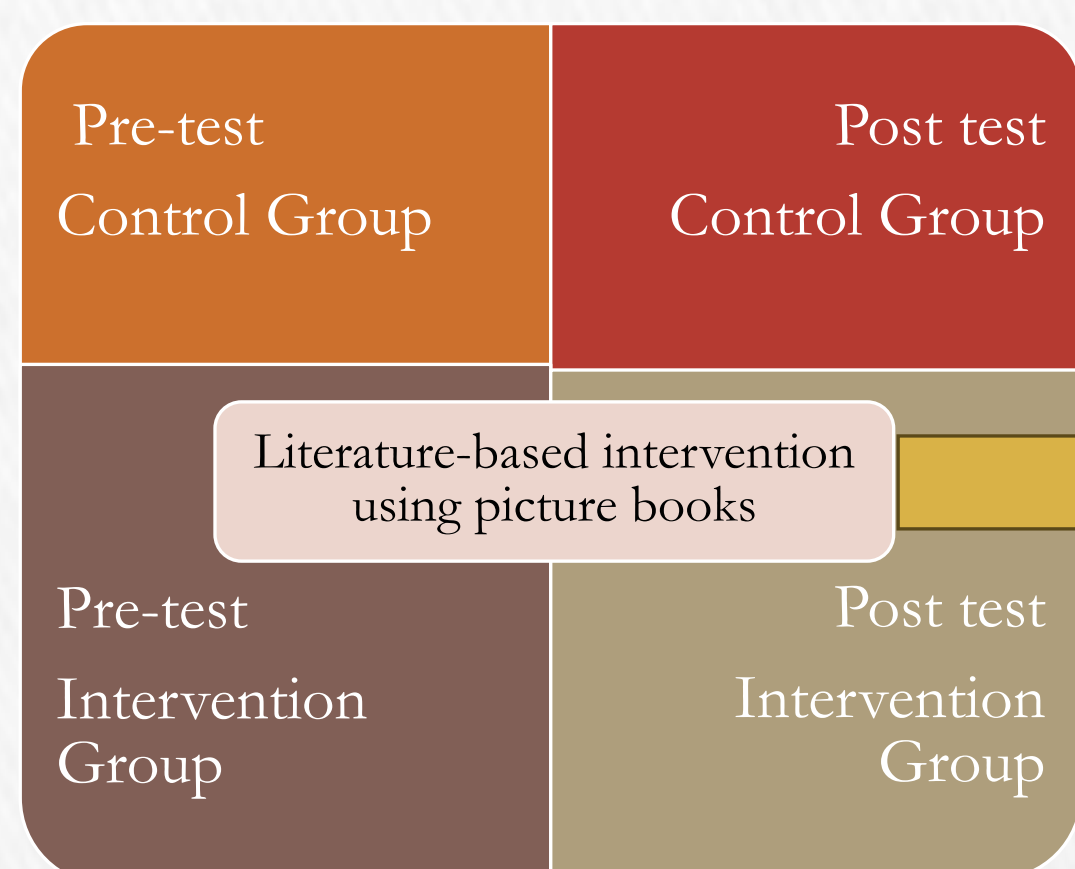 Pre-test
Control Group
Post test
Control Group
Literature-based intervention
using picture books
Pre-test
Intervention
Group
Post test
Intervention
Group